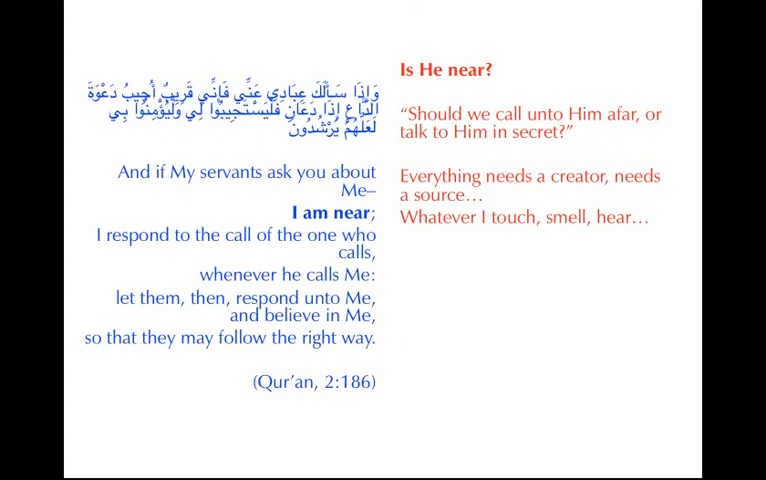 وَإِذَا سَأَلَكَ عِبَادِي عَنِّي فَإِنِّي قَرِيبٌ أُجِيبُ دَعْوَةَ
الدَّاعِ إِذَا دَعَانِ فَلْيَسْتَجِيبُوا لِي وَلْيُؤْمِنُوا بِي
لَعَلَّهُمْ يَرْشُدُونَ
And if My servants ask you about
Me–
I am near;
I respond to the call of the one who
calls,
whenever he calls Me:
let them, then, respond unto Me,
and believe in Me,
so that they may follow the right way.
(Qur’an, 2:186)
Is He near?
“Should we call unto Him afar, or
talk to Him in secret?”
Everything needs a creator, needs
a source…
Whatever I touch, smell, hear…